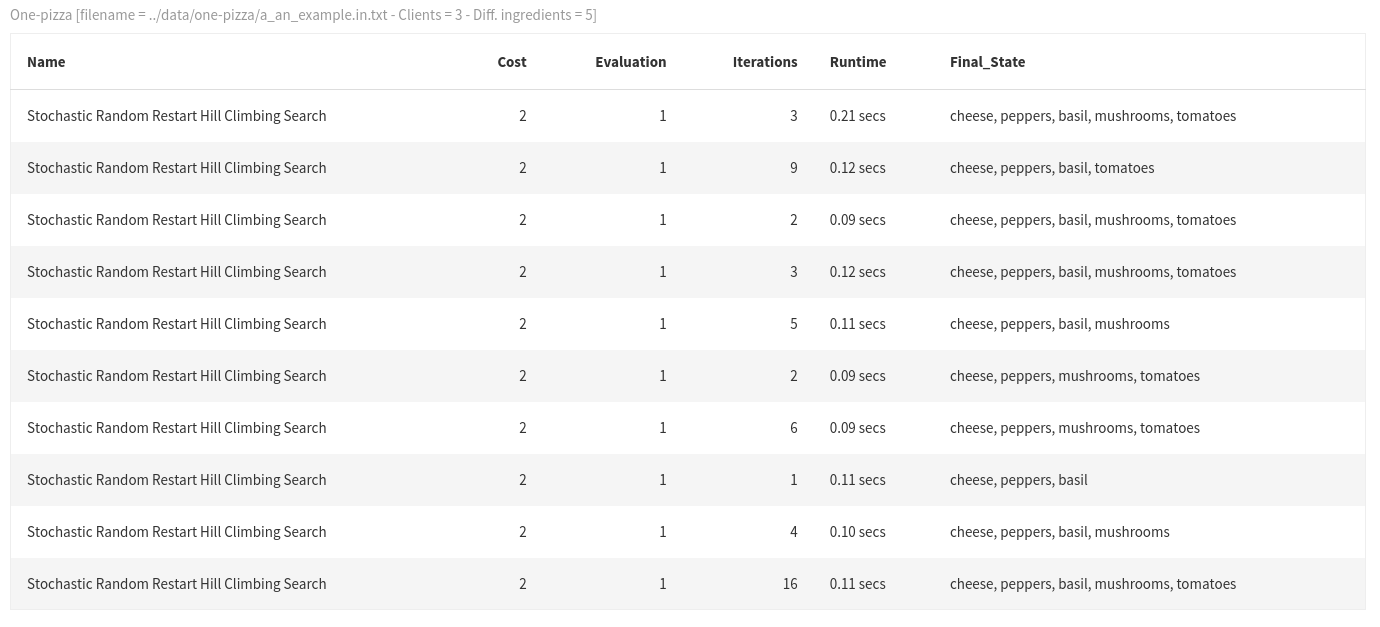 One-pizza [filename = ../data/one-pizza/a_an_example.in.txt - Clients = 3 - Diff. ingredients = 5]
Name Cost Evaluation Iterations Runtime Final_State
Stochastic Random Restart Hill Climbing Search 2 1 3 0.21 secs cheese, peppers, basil, mushrooms, tomatoes
Stochastic Random Restart Hill Climbing Search 2 1 9 0.12 secs cheese, peppers, basil, tomatoes
Stochastic Random Restart Hill Climbing Search 2 1 2 0.09 secs cheese, peppers, basil, mushrooms, tomatoes
Stochastic Random Restart Hill Climbing Search 2 1 3 0.12 secs cheese, peppers, basil, mushrooms, tomatoes
Stochastic Random Restart Hill Climbing Search 2 1 5 0.11 secs cheese, peppers, basil, mushrooms
Stochastic Random Restart Hill Climbing Search 2 1 2 0.09 secs cheese, peppers, mushrooms, tomatoes
Stochastic Random Restart Hill Climbing Search 2 1 6 0.09 secs cheese, peppers, mushrooms, tomatoes
Stochastic Random Restart Hill Climbing Search 2 1 1 0.11 secs cheese, peppers, basil
Stochastic Random Restart Hill Climbing Search 2 1 4 0.10 secs cheese, peppers, basil, mushrooms
Stochastic Random Restart Hill Climbing Search 2 1 16 0.11 secs cheese, peppers, basil, mushrooms, tomatoes